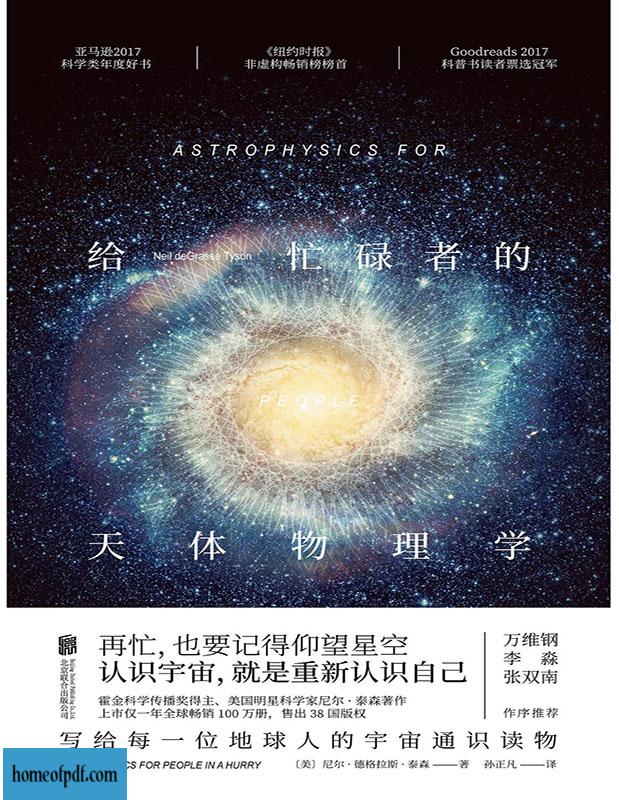 亚马逊2017
科学类年度好书
《纽约时报》
非虚构畅销榜榜首
Goodreads 2017
科普书读者票选冠军
ASTROPHYSICS FOR
给 忙碌者的
Neil deGrasse Tyson
PEOPLE
天体物理学
北京联合出版公司
Beijing United Publishing Co.,Ltd.
再忙,也要记得仰望星空
认识宇宙,就是重新认识自己
霍金科学传播奖得主、美国明星科学家尼尔·泰森著作
上市仅一年全球畅销 100 万册,售出 38 国版权
万维钢
李 淼
张双南
作序推荐
写给每一位地球人的宇宙通识读物
CS FOR PEOPLE IN A HURRY
〔美〕尼尔·德格拉斯·泰森——著 孙正凡——译
homeofpdf.com